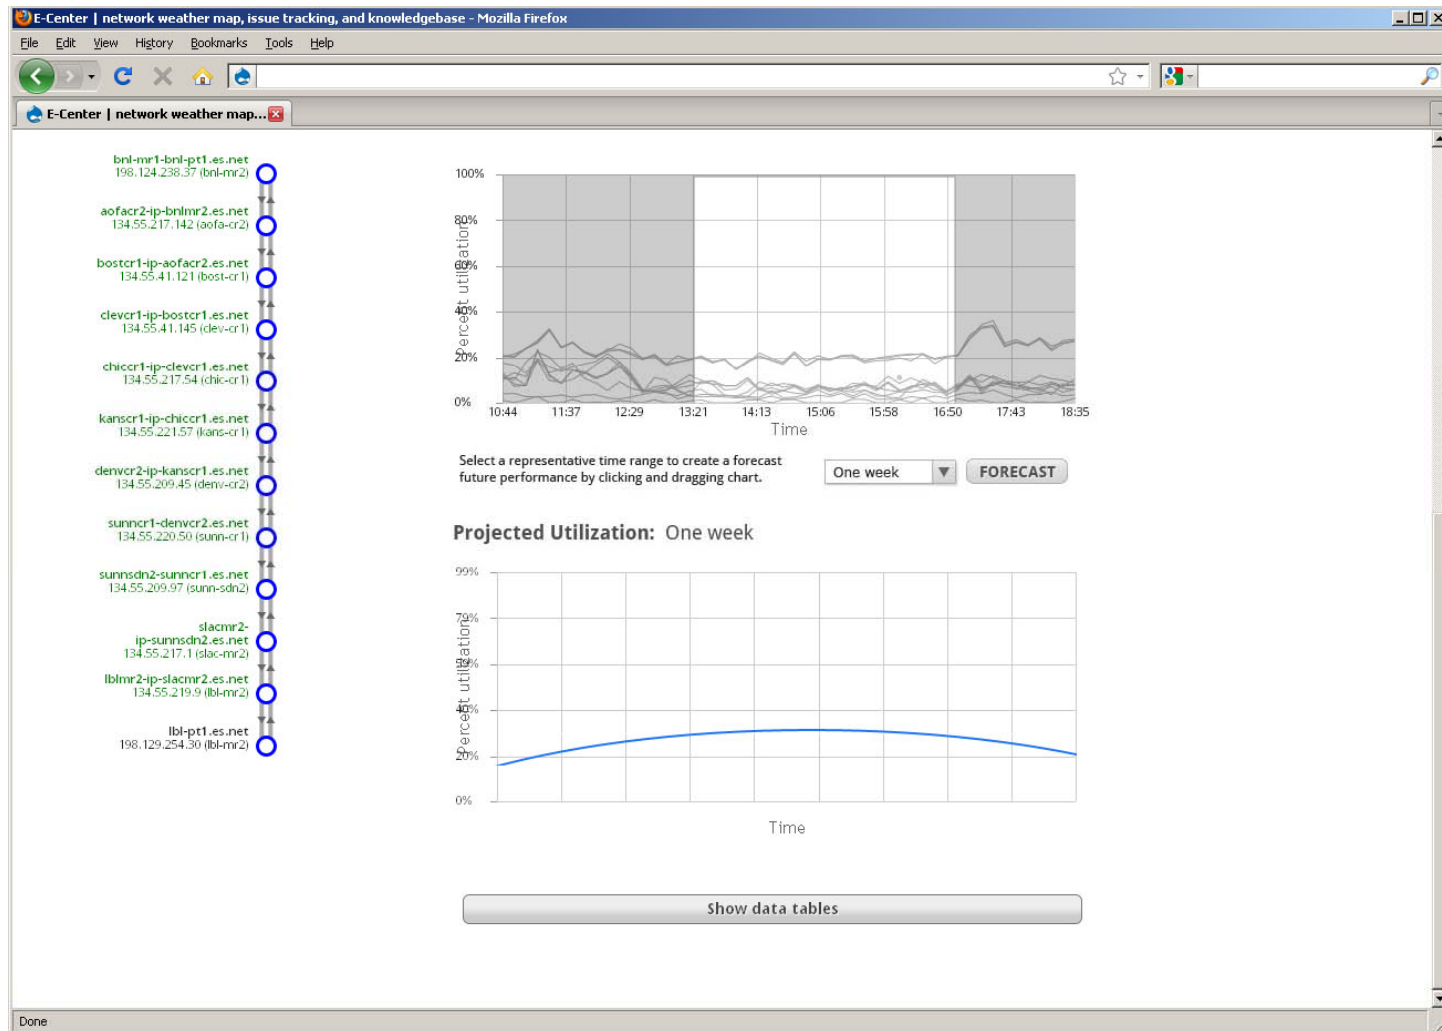 E-Center | network weather map, issue tracking, and knowledgebase - Mozilla Firefox
File Edit View History Bookmarks Tools Help
E-Center | network weather map...
bnl-mr1-bnl-pt1.es.net
198.124.238.37 (bnl-mr2)
aofacr2-ip-bnlmr2.es.net
134.55.217.142 (aofa-cr2)
bostcr1-ip-aofacr2.es.net
134.55.41.121 (bost-cr1)
clevcr1-ip-bostcr1.es.net
134.55.41.145 (clev-cr1)
chiccr1-ip-clevcr1.es.net
134.55.217.54 (chic-cr1)
kanscr1-ip-chiccr1.es.net
134.55.221.57 (kans-cr1)
denvcr2-ip-kanscr1.es.net
134.55.209.45 (denv-cr2)
sunncr1-denvcr2.es.net
134.55.220.50 (sunn-cr1)
sunnsdn2-sunncr1.es.net
134.55.209.97 (sunn-sdn2)
slacmr2-
ip-sunnsdn2.es.net
134.55.217.1 (slac-mr2)
lblmr2-ip-slacmr2.es.net
134.55.219.9 (lbl-mr2)
lbl-pt1.es.net
198.129.254.30 (lbl-mr2)
100%
80%
60%
40%
20%
0%
Percent utilization
10:44 11:37 12:29 13:21 14:13 15:06 15:58 16:50 17:43 18:35
Time
Select a representative time range to create a forecast
future performance by clicking and dragging chart.
One week
FORECAST
Projected Utilization: One week
99%
79%
59%
40%
20%
0%
Percent utilization
Time
Show data tables
Done